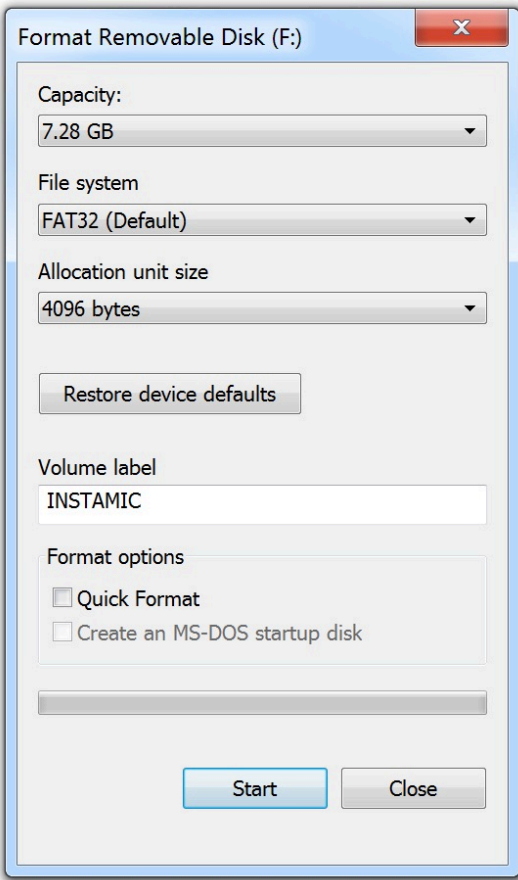 Format Removable Disk (F:)
Capacity:
7.28 GB
File system
FAT32 (Default)
Allocation unit size
4096 bytes
Restore device defaults
Volume label
INSTAMIC
Format options
Quick Format
Create an MS-DOS startup disk
Start Close